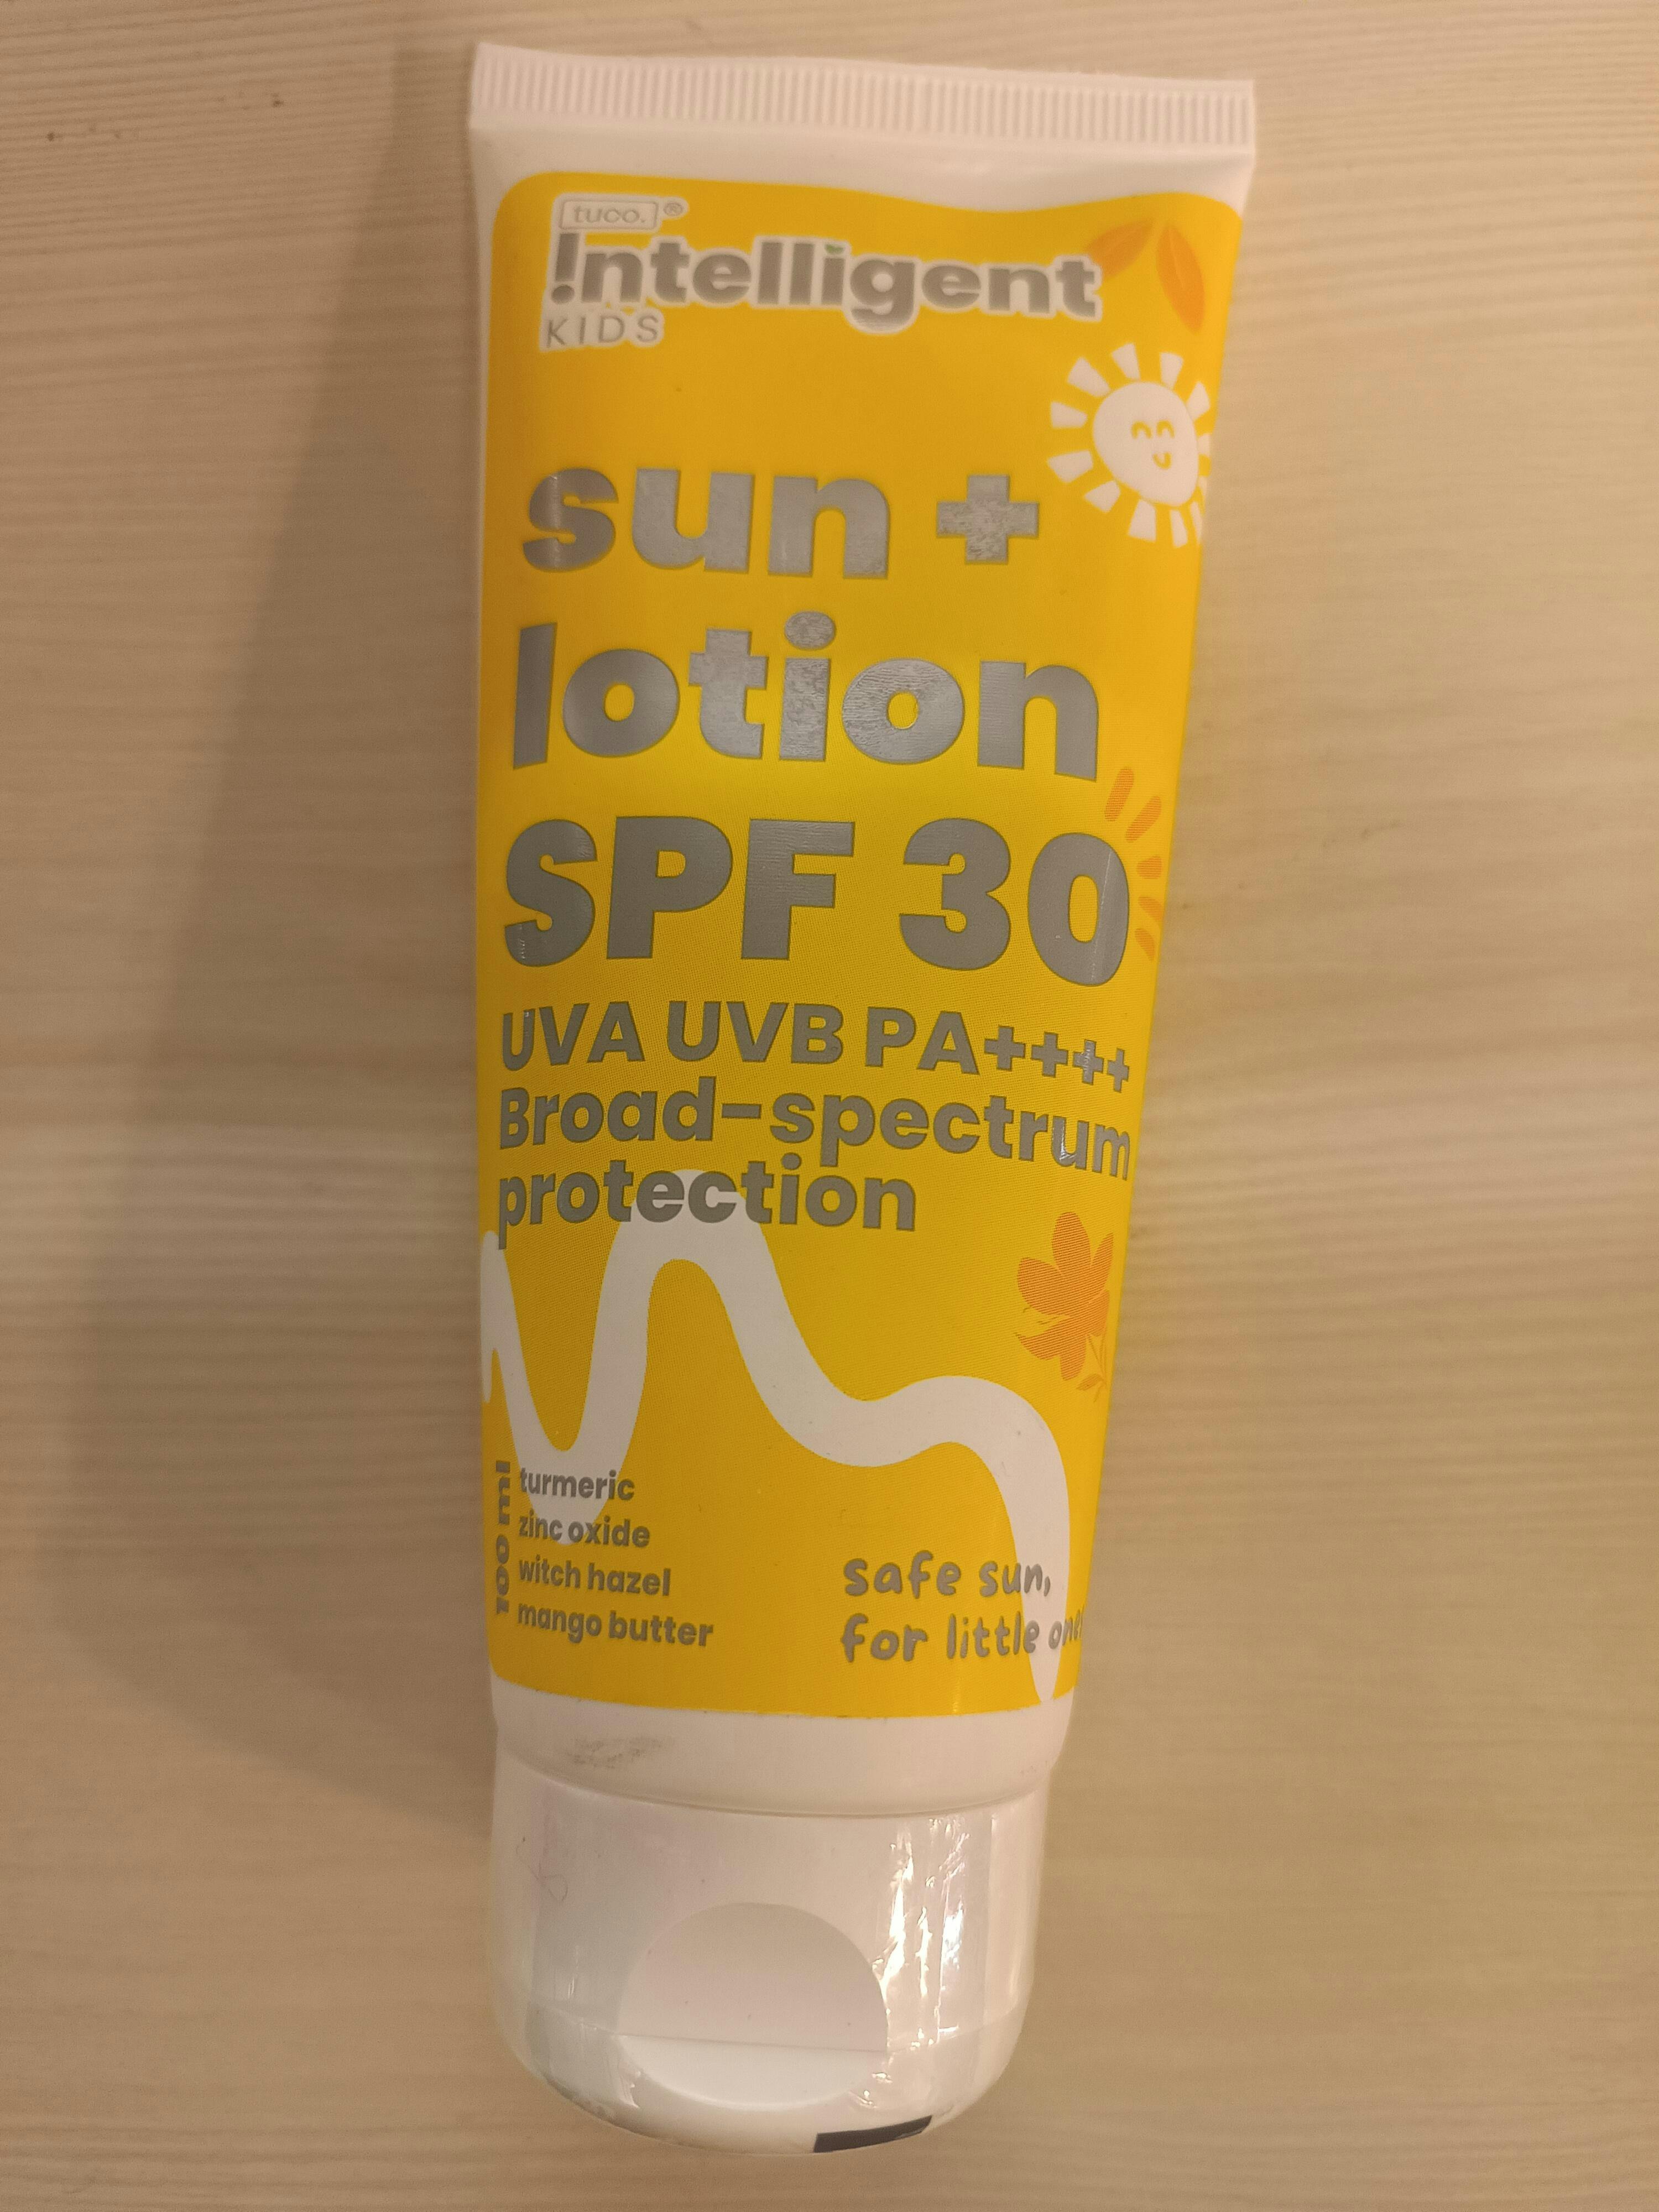 tuco.®
!ntelligent
KIDS
sun +
lotion
SPF 30
UVA UVB PA++++
Broad-spectrum
protection
100 ml
turmeric
zinc oxide
witch hazel
mango butter
safe sun,
for little